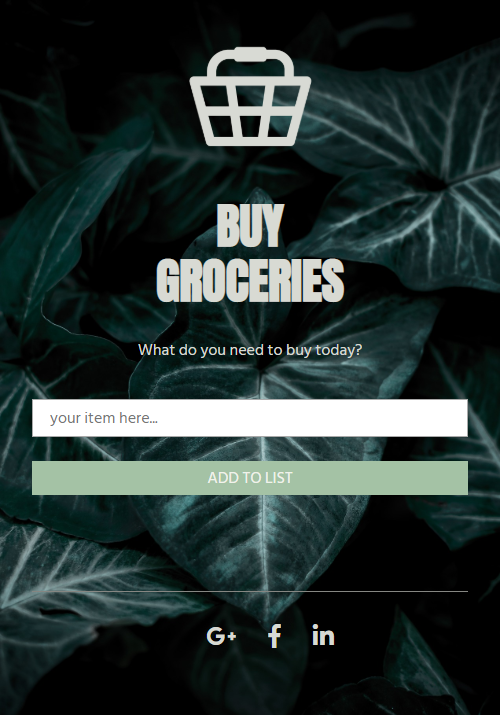 BUY
GROCERIES
What do you need to buy today?
your item here...
ADD TO LIST
G+
f
in